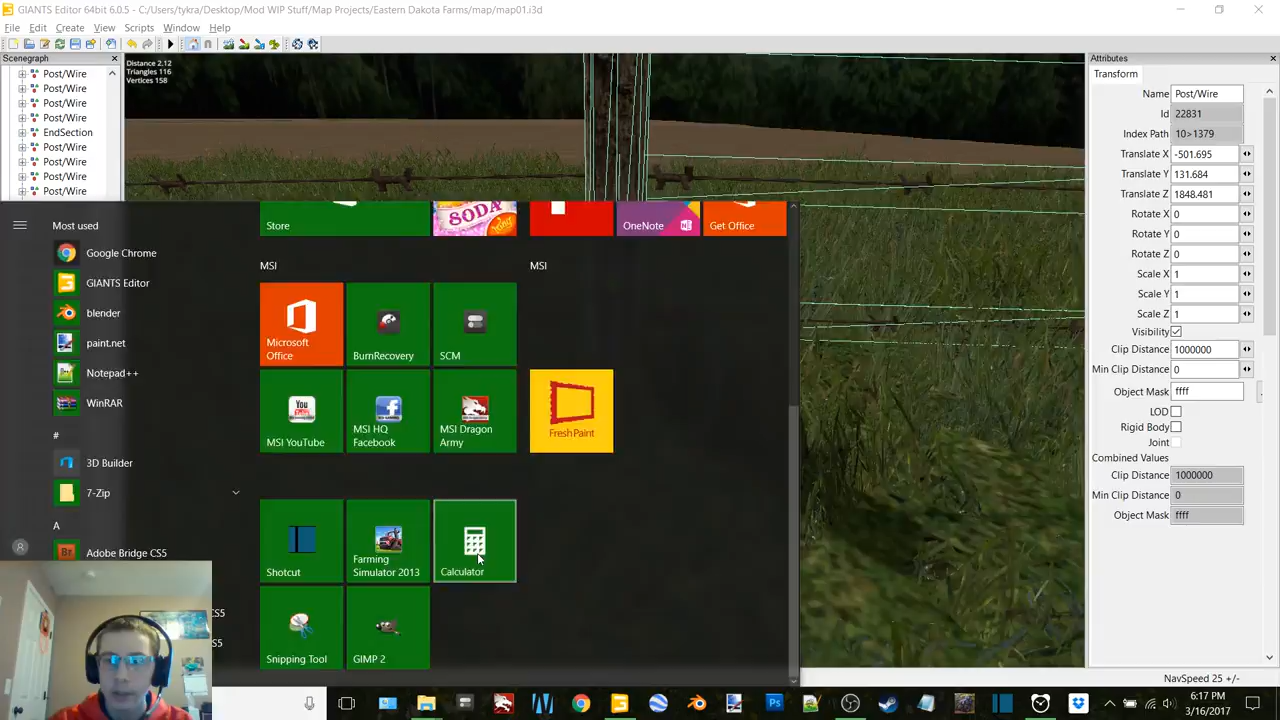 GIANTS Editor 64bit 6.0.5 - C:/Users/tykra/Desktop/Mod WIP Stuff/Map Projects/Eastern Dakota Farms/map/map01.i3d
File Edit Create View Scripts Window Help
Scenegraph
Post/Wire
Post/Wire
Post/Wire
Post/Wire
EndSection
Post/Wire
Post/Wire
Post/Wire
Post/Wire
Distance 2.12
Triangles 116
Vertices 158
Most used
Google Chrome
GIANTS Editor
blender
paint.net
Notepad++
WinRAR
#
3D Builder
7-Zip
A
Adobe Bridge CS5
CS5
CS5
Store
SODA
OneNote
Get Office
MSI
MSI
Microsoft
Office
BurnRecovery
SCM
MSI YouTube
You
Tube
MSI HQ
Facebook
MSI Dragon
Army
Fresh Paint
Shotcut
Farming
Simulator 2013
Calculator
Snipping Tool
GIMP 2
Attributes
Transform
Name Post/Wire
Id 22831
Index Path 10>1379
Translate X -501.695
Translate Y 131.684
Translate Z 1848.481
Rotate X 0
Rotate Y 0
Rotate Z 0
Scale X 1
Scale Y 1
Scale Z 1
Visibility
Clip Distance 1000000
Min Clip Distance 0
Object Mask ffff
LOD
Rigid Body
Joint
Combined Values
Clip Distance 1000000
Min Clip Distance 0
Object Mask ffff
NavSpeed 25 +/-
Ps
6:17 PM
3/16/2017